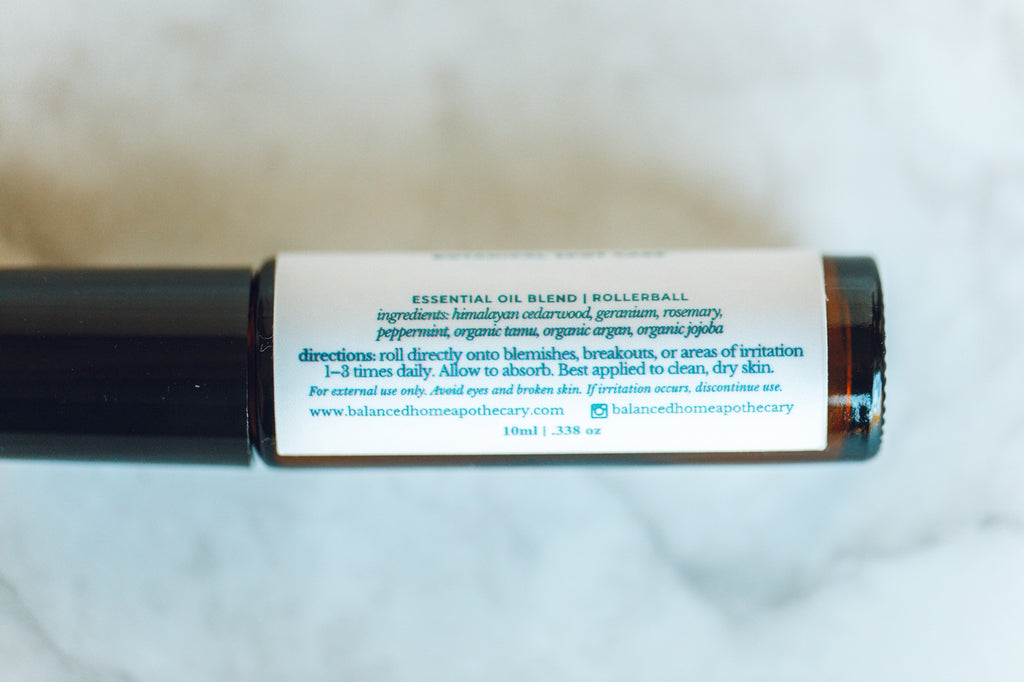 ESSENTIAL OIL BLEND | ROLLERBALL
ingredients: himalayan cedarwood, geranium, rosemary,
peppermint, organic tamu, organic argan, organic jojoba
directions: roll directly onto blemishes, breakouts, or areas of irritation
1–3 times daily. Allow to absorb. Best applied to clean, dry skin.
For external use only. Avoid eyes and broken skin. If irritation occurs, discontinue use.
www.balancedhomeapothecary.com balancedhomeapothecary
10ml | .338 oz